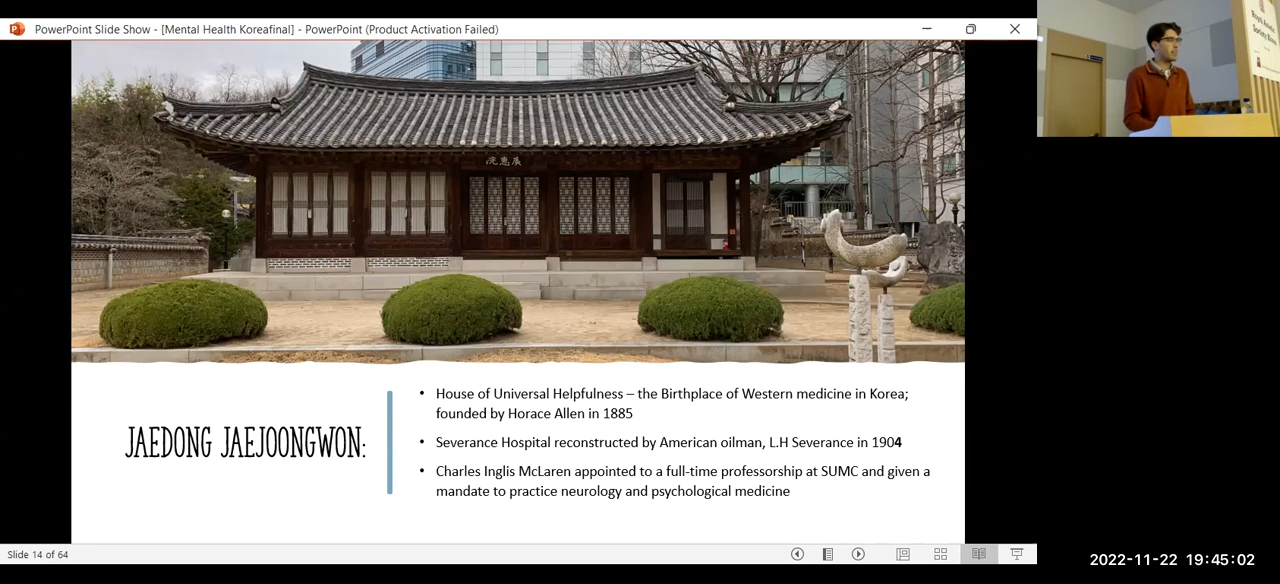 PowerPoint Slide Show - [Mental Health Koreafinal] - PowerPoint (Product Activation Failed)
院惠廣
JAEDONG JAEJOONGWON:
• House of Universal Helpfulness – the Birthplace of Western medicine in Korea;
founded by Horace Allen in 1885
• Severance Hospital reconstructed by American oilman, L.H Severance in 1904
• Charles Inglis McLaren appointed to a full-time professorship at SUMC and given a
mandate to practice neurology and psychological medicine
Slide 14 of 64
2022-11-22 19:45:02